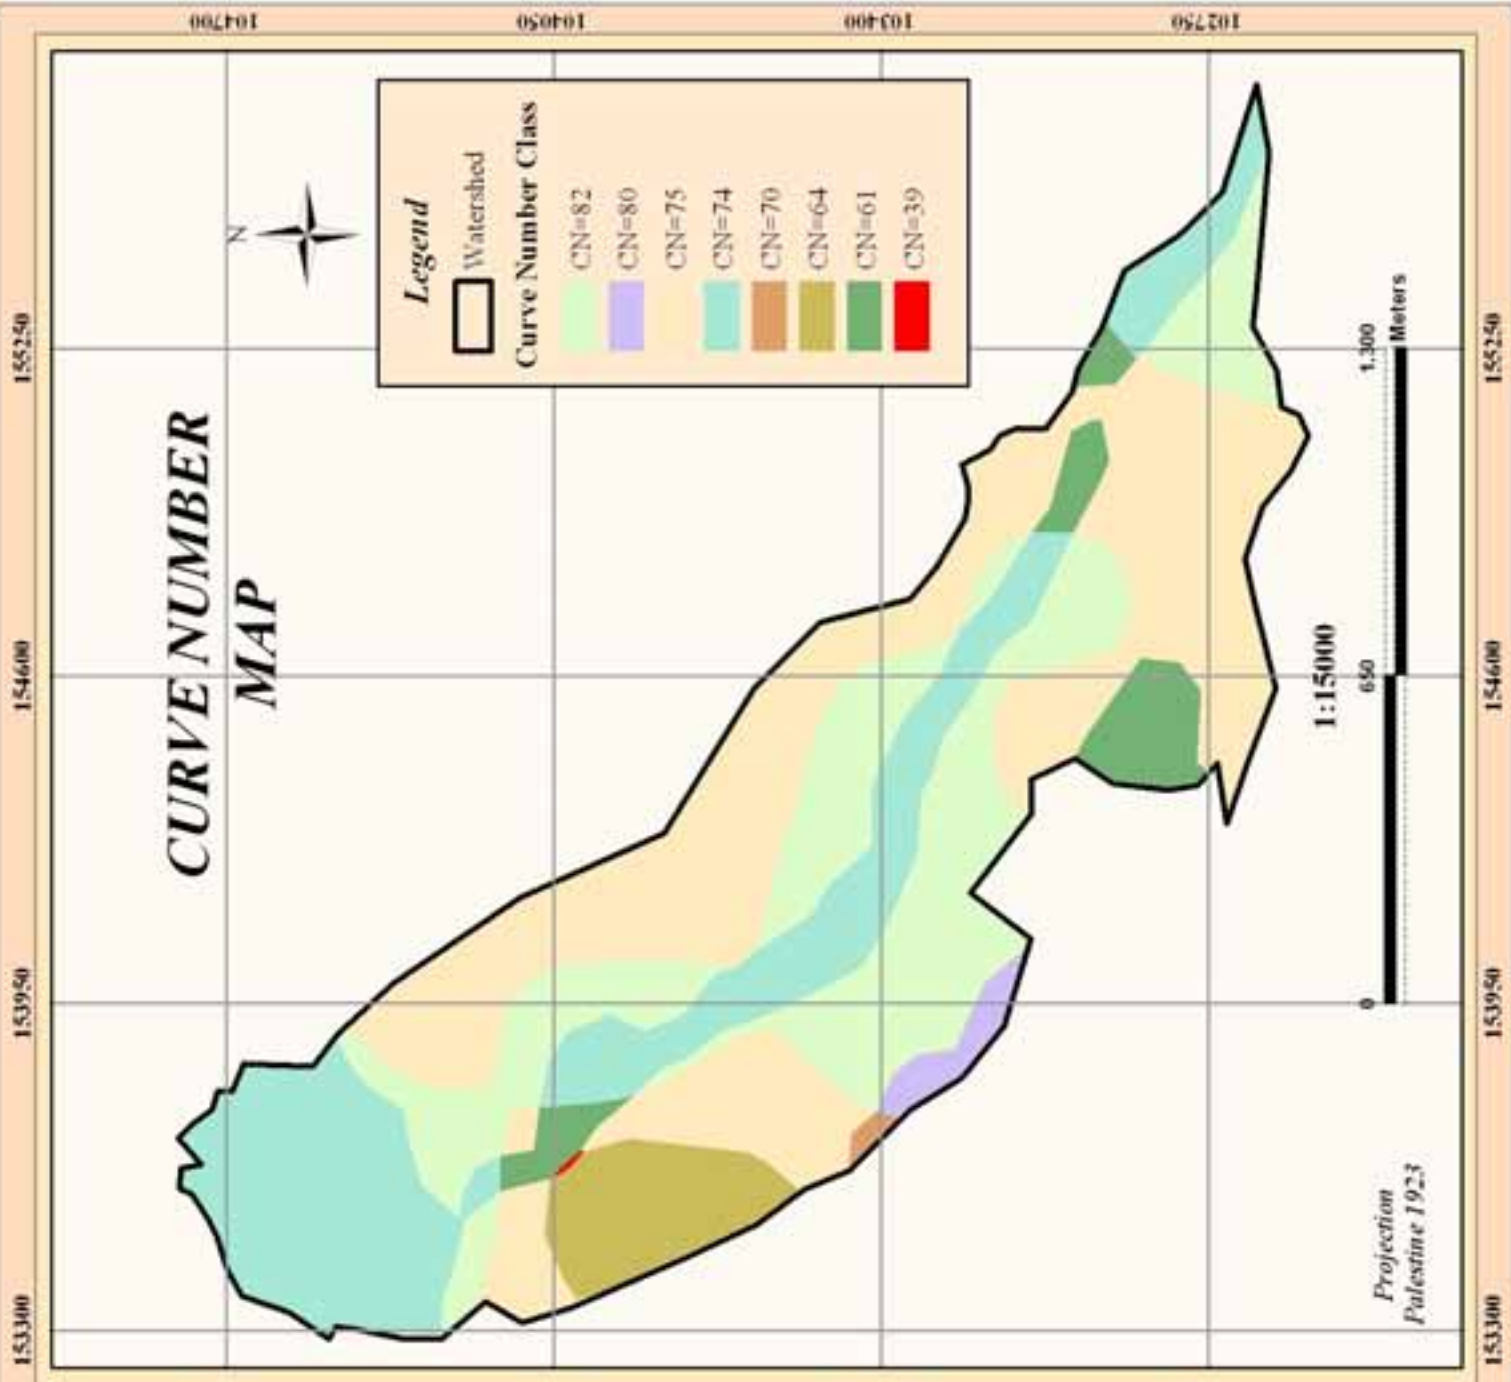 CURVE NUMBER
MAP
N
Legend
Watershed
Curve Number Class
CN=82
CN=80
CN=75
CN=74
CN=70
CN=64
CN=61
CN=39
153300
153950
154600
155250
104700
104050
103400
102750
153300
153950
154600
155250
1:15000
0
650
1,300
Meters
Projection
Palestine 1923